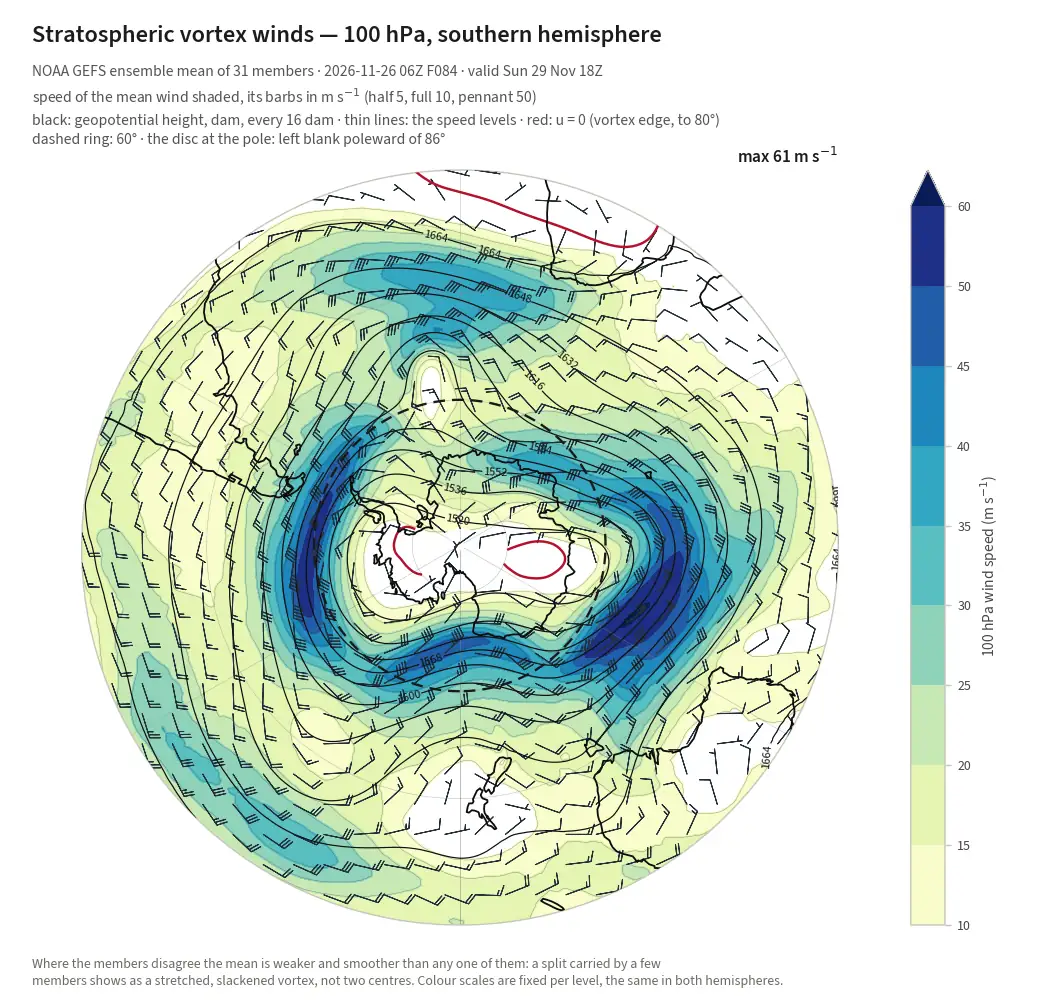 Stratospheric vortex winds — 100 hPa, southern hemisphere
NOAA GEFS ensemble mean of 31 members · 2026-11-26 06Z F084 · valid Sun 29 Nov 18Z
speed of the mean wind shaded, its barbs in m s⁻¹ (half 5, full 10, pennant 50)
black: geopotential height, dam, every 16 dam · thin lines: the speed levels · red: u = 0 (vortex edge, to 80°)
dashed ring: 60° · the disc at the pole: left blank poleward of 86°
max 61 m s⁻¹
60
50
45
40
35
30
25
20
15
10
100 hPa wind speed (m s⁻¹)
1664
1664
1648
1632
1616
1552
1536
1520
1568
1600
1664
1664
Where the members disagree the mean is weaker and smoother than any one of them: a split carried by a few
members shows as a stretched, slackened vortex, not two centres. Colour scales are fixed per level, the same in both hemispheres.